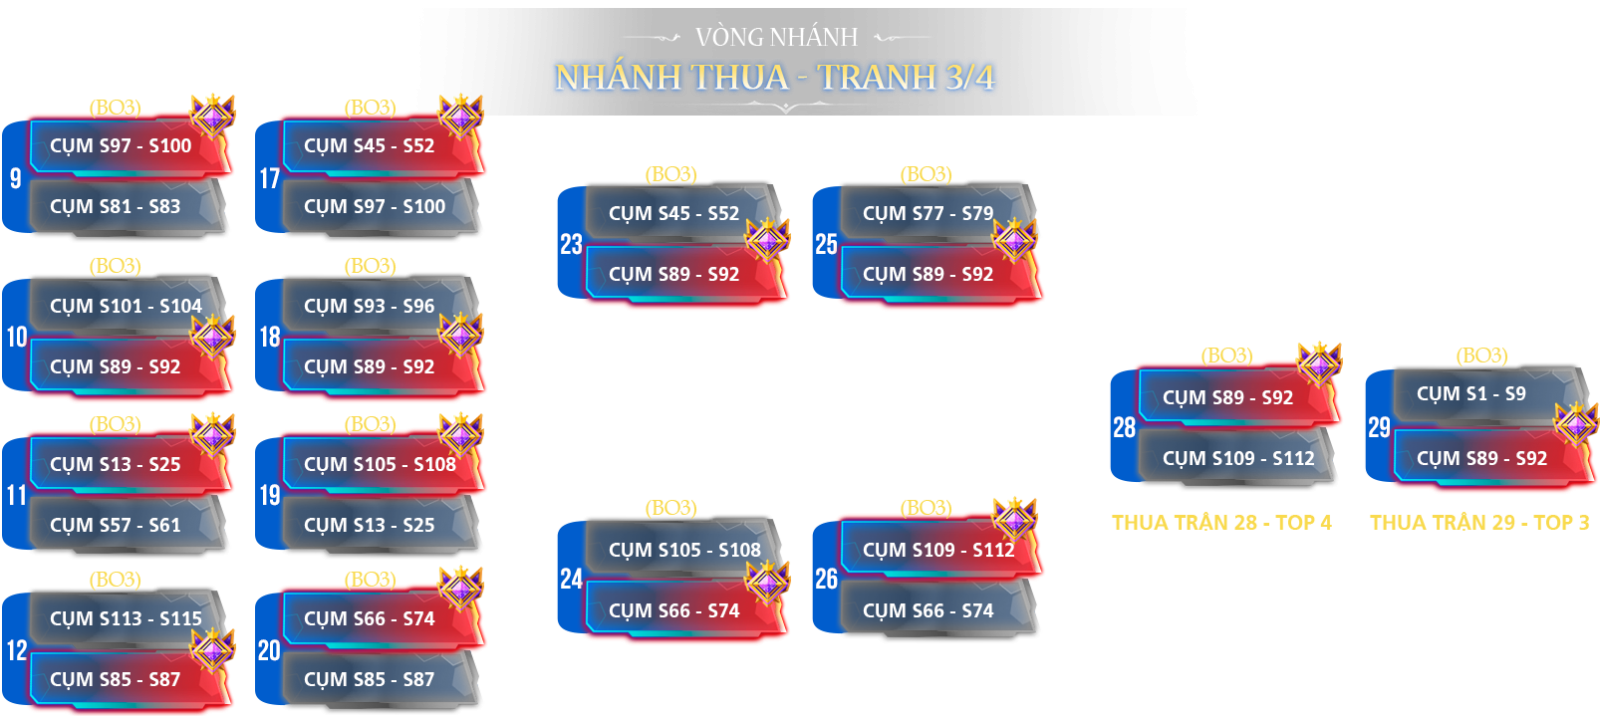 VÒNG NHÁNH
NHÁNH THUA - TRANH 3/4
(BO3)
9
CỤM S97 - S100
CỤM S81 - S83
(BO3)
10
CỤM S101 - S104
CỤM S89 - S92
(BO3)
11
CỤM S13 - S25
CỤM S57 - S61
(BO3)
12
CỤM S113 - S115
CỤM S85 - S87
(BO3)
17
CỤM S45 - S52
CỤM S97 - S100
(BO3)
18
CỤM S93 - S96
CỤM S89 - S92
(BO3)
19
CỤM S105 - S108
CỤM S13 - S25
(BO3)
20
CỤM S66 - S74
CỤM S85 - S87
(BO3)
23
CỤM S45 - S52
CỤM S89 - S92
(BO3)
24
CỤM S105 - S108
CỤM S66 - S74
(BO3)
25
CỤM S77 - S79
CỤM S89 - S92
(BO3)
26
CỤM S109 - S112
CỤM S66 - S74
(BO3)
28
CỤM S89 - S92
CỤM S109 - S112
THUA TRẬN 28 - TOP 4
(BO3)
29
CỤM S1 - S9
CỤM S89 - S92
THUA TRẬN 29 - TOP 3